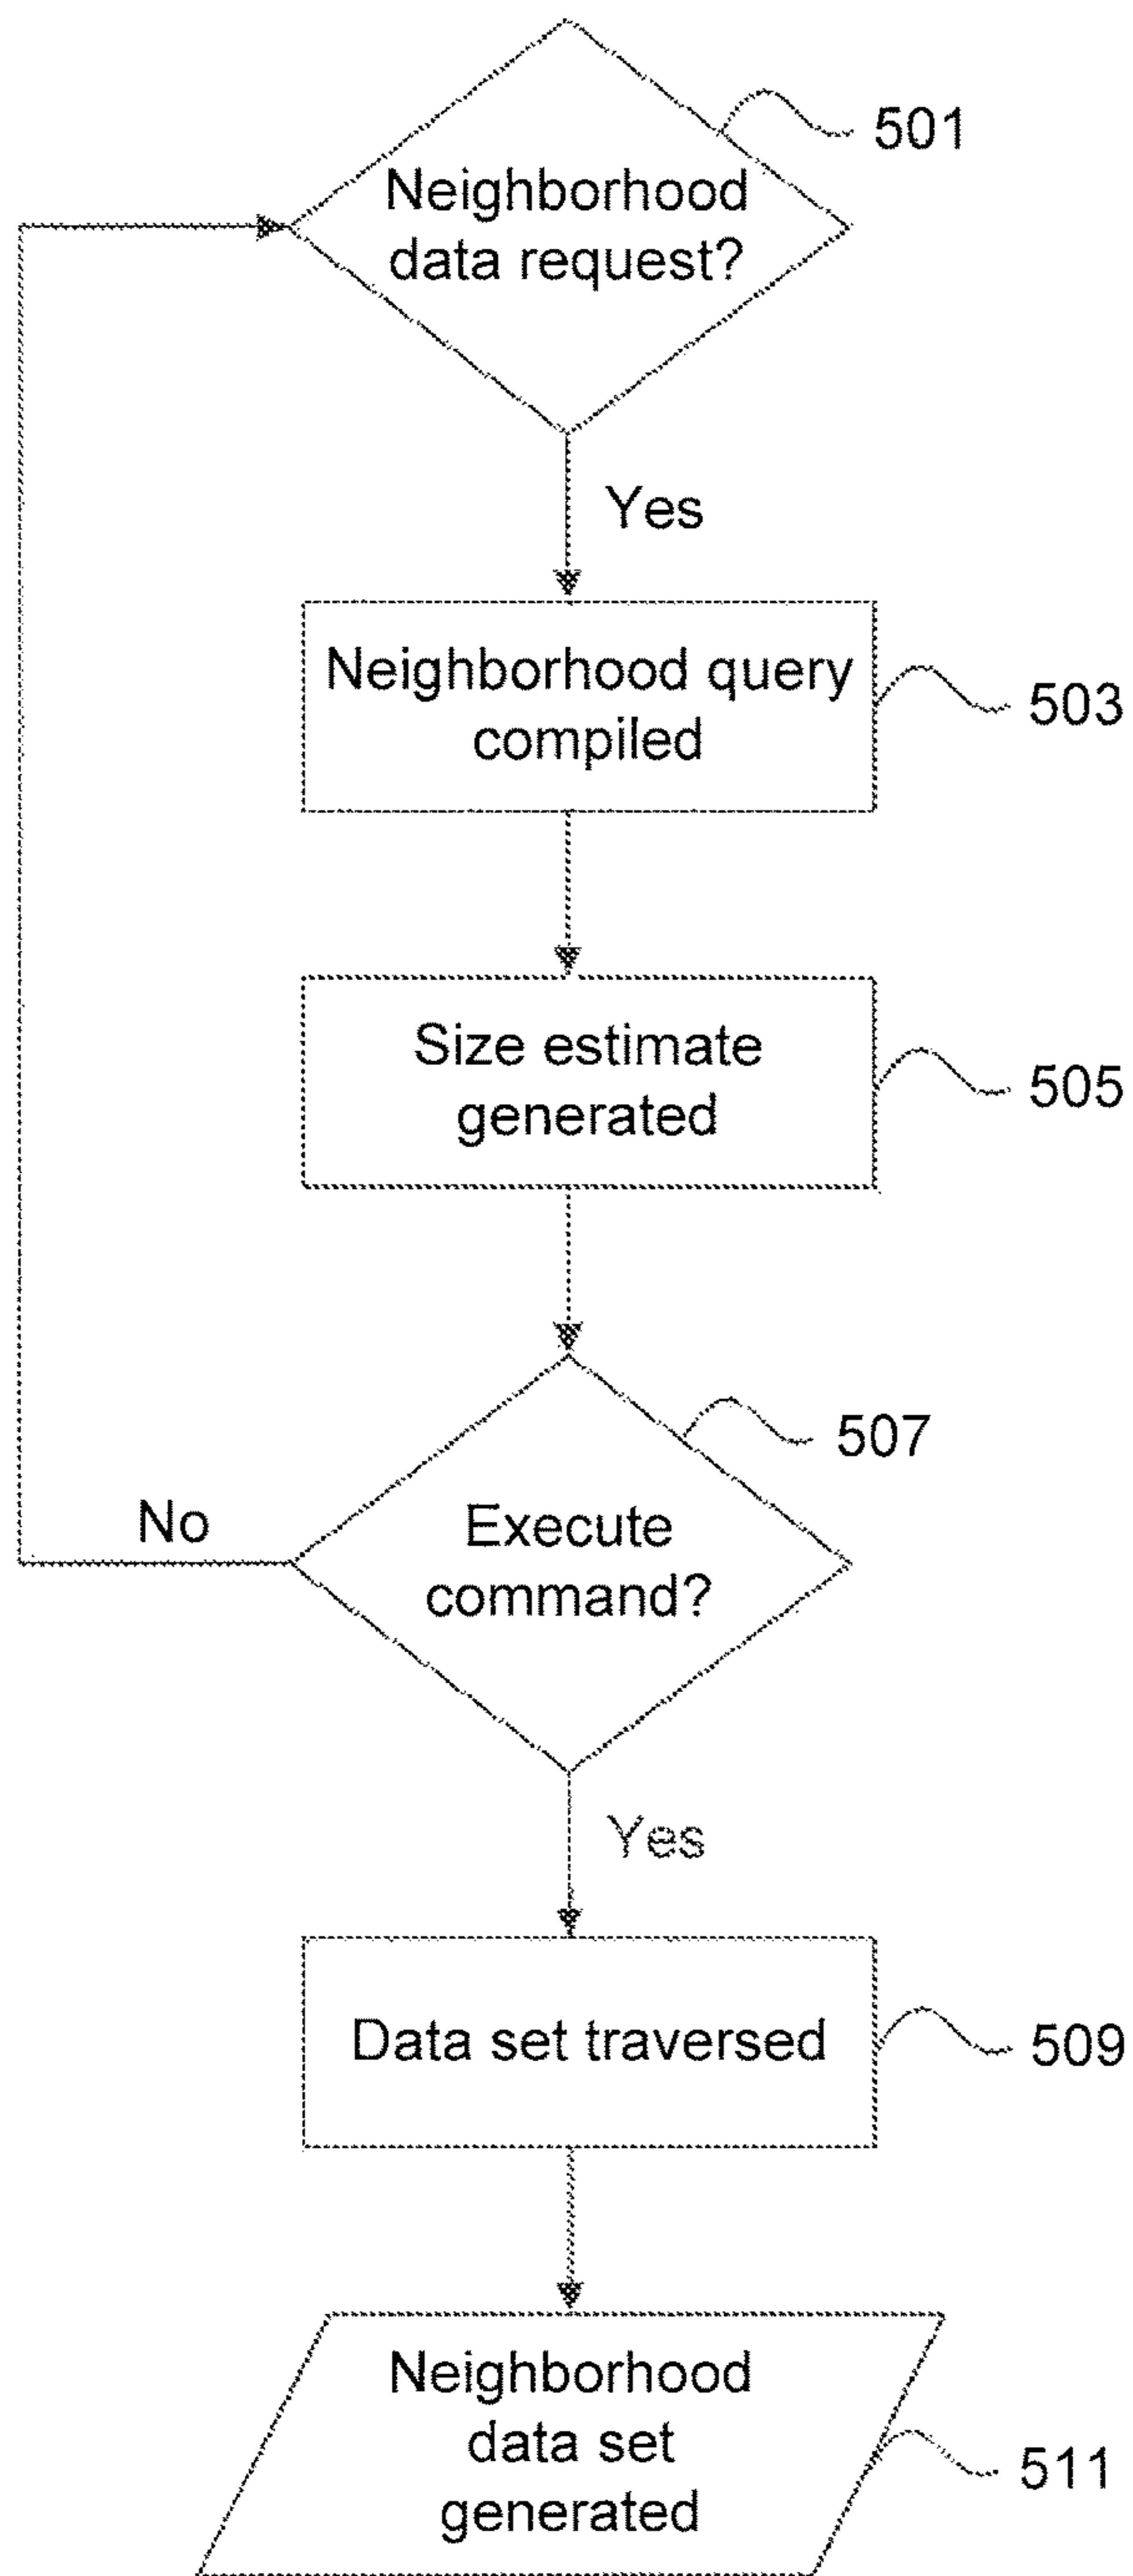 501
Neighborhood
data request?
Yes
Neighborhood query
compiled
503
Size estimate
generated
505
507
No
Execute
command?
Yes
Data set traversed
509
Neighborhood
data set
generated
511